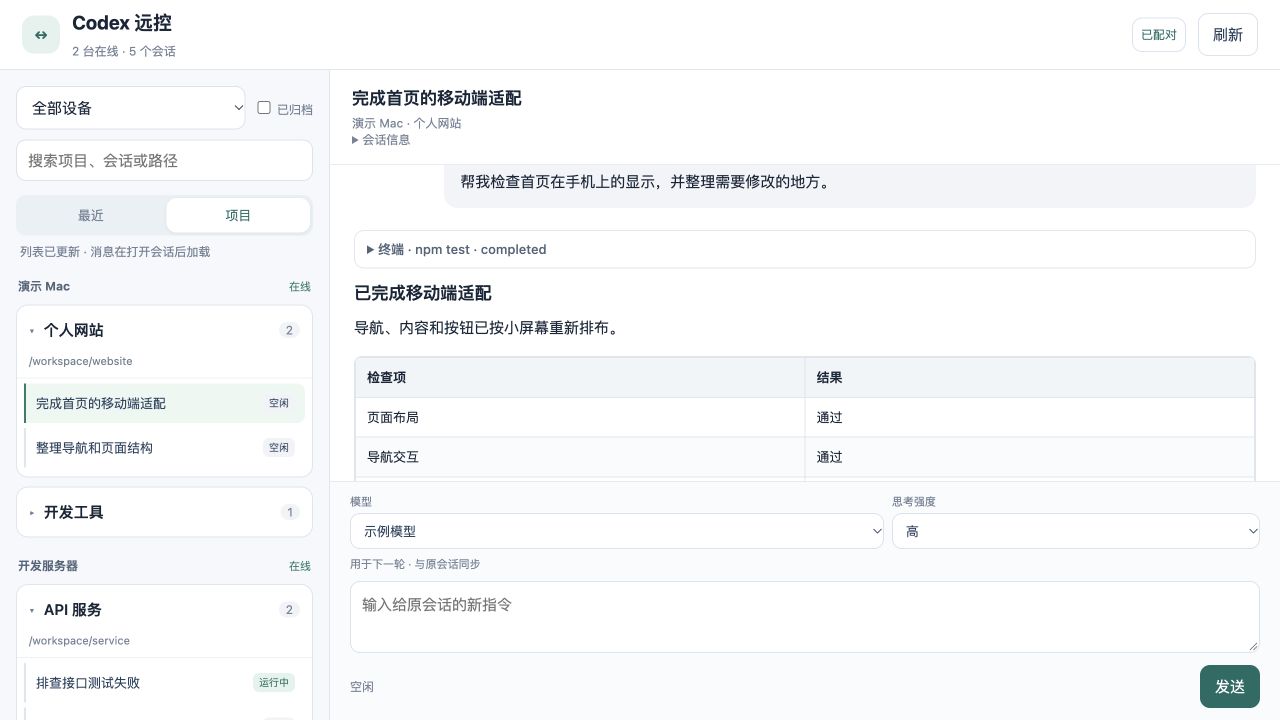 Codex 远控
2 台在线 · 5 个会话
已配对
刷新
全部设备
已归档
搜索项目、会话或路径
最近
项目
列表已更新 · 消息在打开会话后加载
演示 Mac
在线
个人网站
2
/workspace/website
完成首页的移动端适配
空闲
整理导航和页面结构
空闲
开发工具
1
开发服务器
在线
API 服务
2
/workspace/service
排查接口测试失败
运行中
完成首页的移动端适配
演示 Mac · 个人网站
会话信息
帮我检查首页在手机上的显示，并整理需要修改的地方。
终端 · npm test · completed
已完成移动端适配
导航、内容和按钮已按小屏幕重新排布。
检查项
结果
页面布局
通过
导航交互
通过
模型
思考强度
示例模型
高
用于下一轮 · 与原会话同步
输入给原会话的新指令
空闲
发送